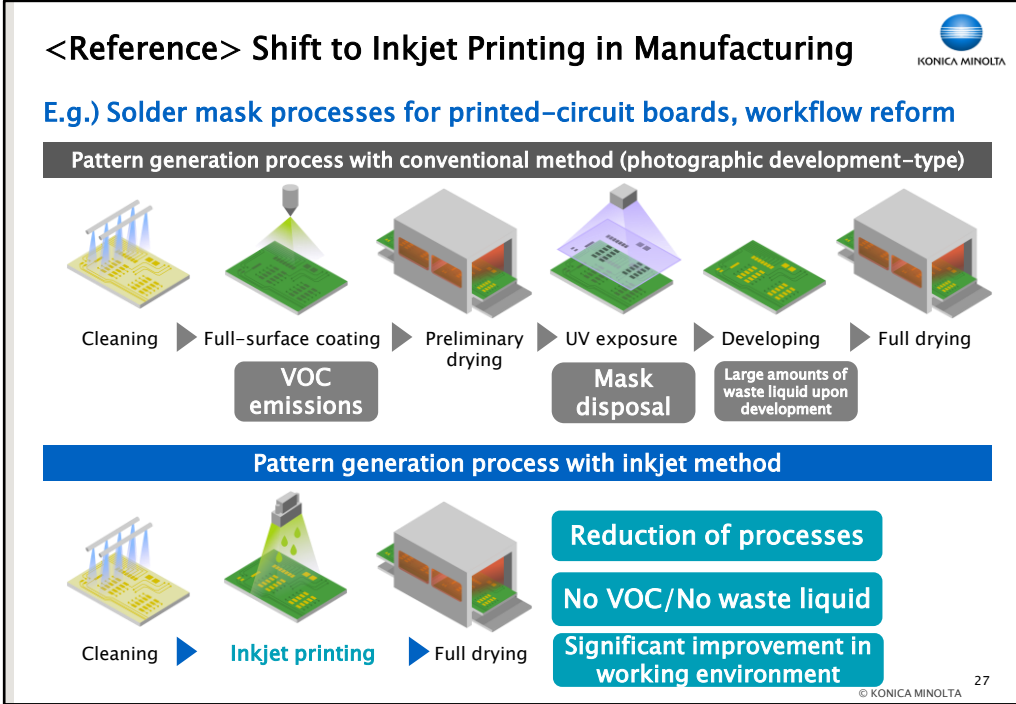 <Reference> Shift to Inkjet Printing in Manufacturing
KONICA MINOLTA
E.g.) Solder mask processes for printed-circuit boards, workflow reform
Pattern generation process with conventional method (photographic development-type)
Cleaning
Full-surface coating
Preliminary
drying
UV exposure
Developing
Full drying
VOC
emissions
Mask
disposal
Large amounts of
waste liquid upon
development
Pattern generation process with inkjet method
Cleaning
Inkjet printing
Full drying
Reduction of processes
No VOC/No waste liquid
Significant improvement in
working environment
27
© KONICA MINOLTA